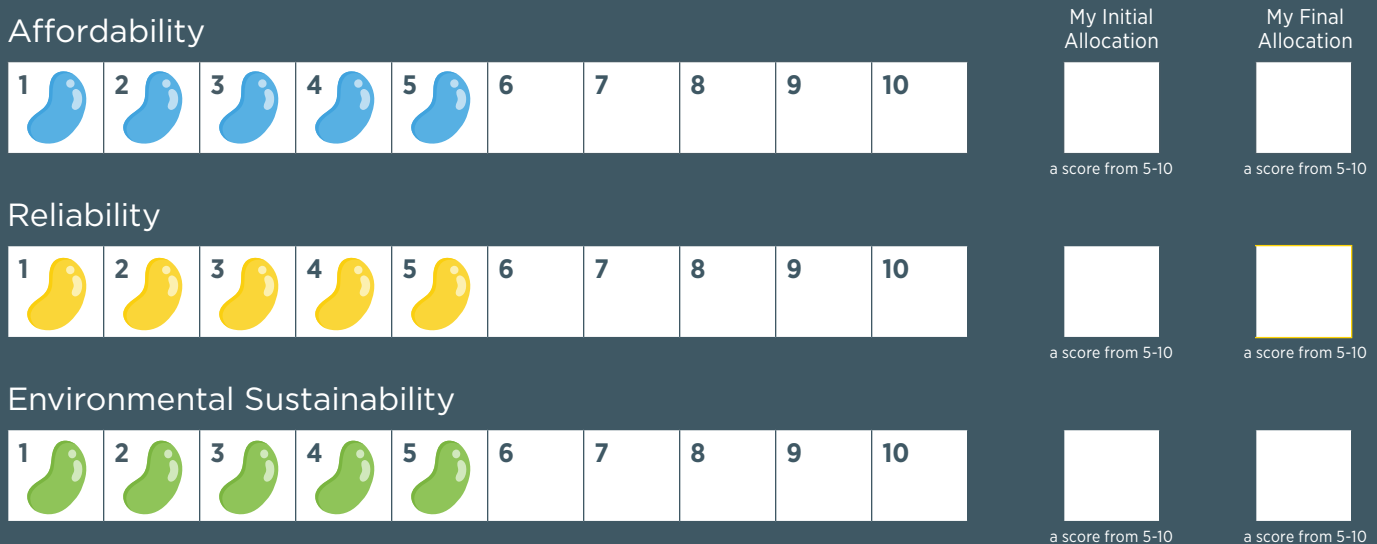 Affordability
My Initial
Allocation
My Final
Allocation
1 2 3 4 5 6 7 8 9 10
a score from 5-10
a score from 5-10
Reliability
1 2 3 4 5 6 7 8 9 10
a score from 5-10
a score from 5-10
Environmental Sustainability
1 2 3 4 5 6 7 8 9 10
a score from 5-10
a score from 5-10